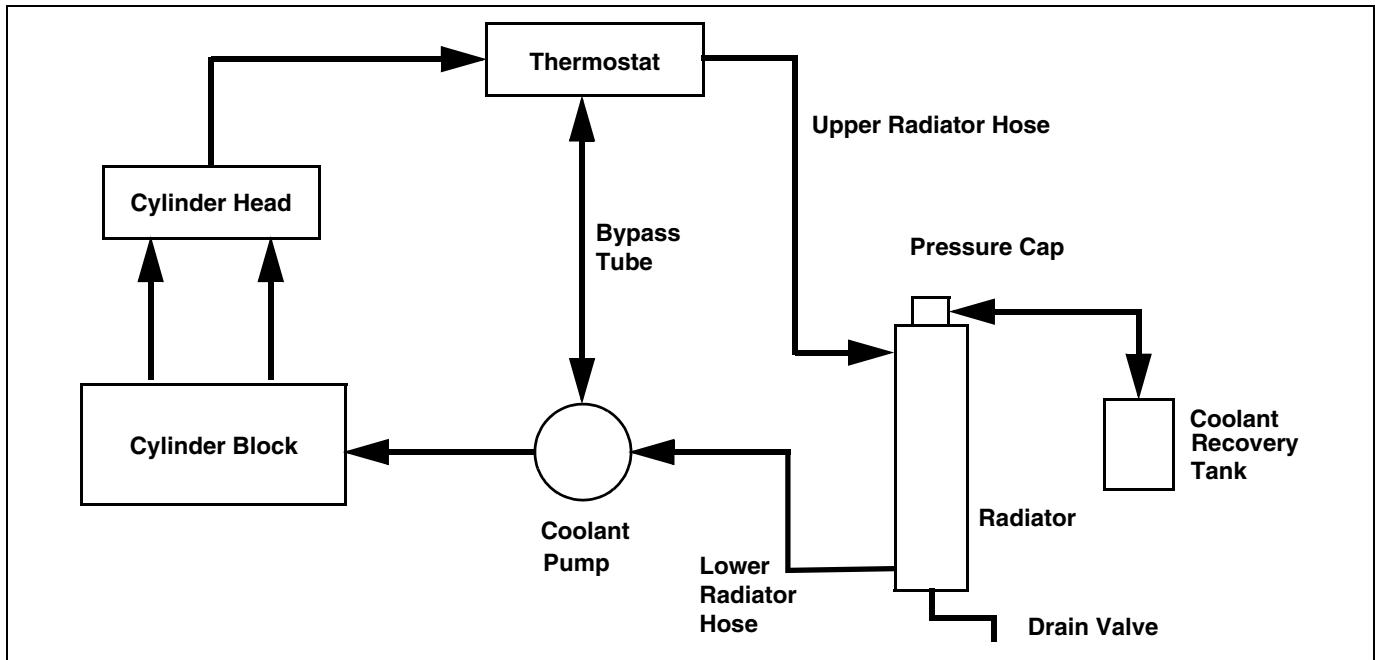 Thermostat
Upper Radiator Hose
Cylinder Head
Bypass
Tube
Pressure Cap
Cylinder Block
Coolant
Recovery
Tank
Coolant
Pump
Radiator
Lower
Radiator
Hose
Drain Valve